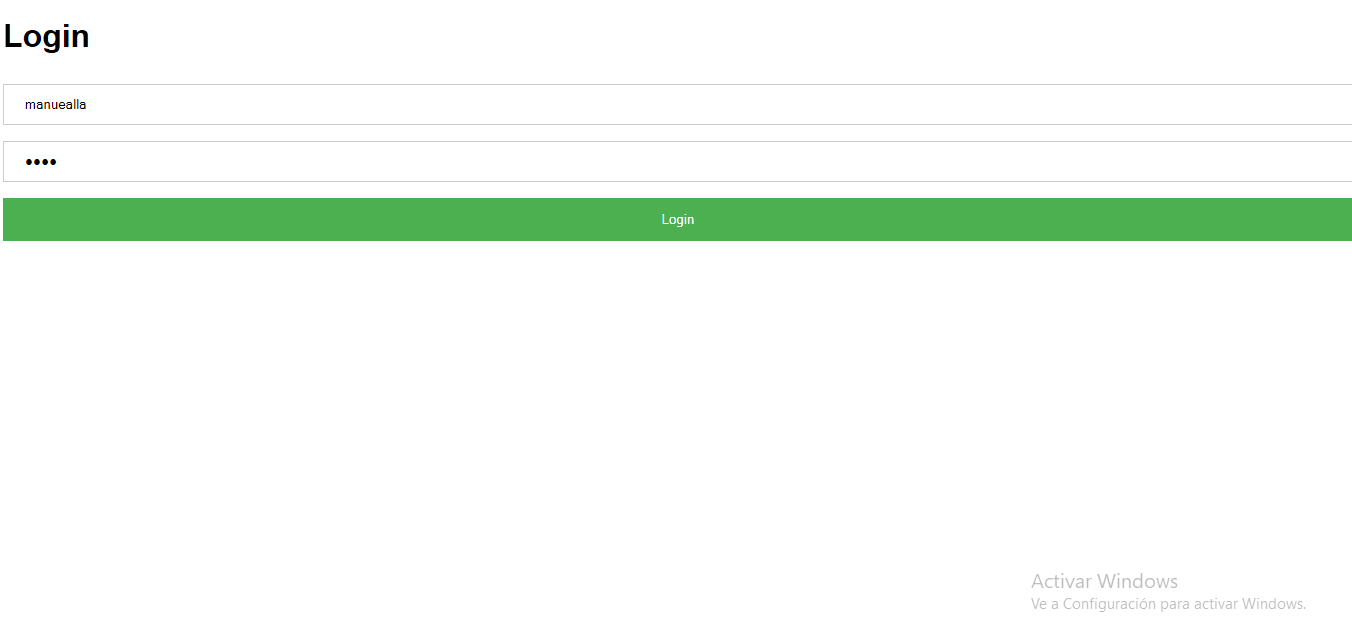 Login
manuealla
••••
Login
Activar Windows
Ve a Configuración para activar Windows.